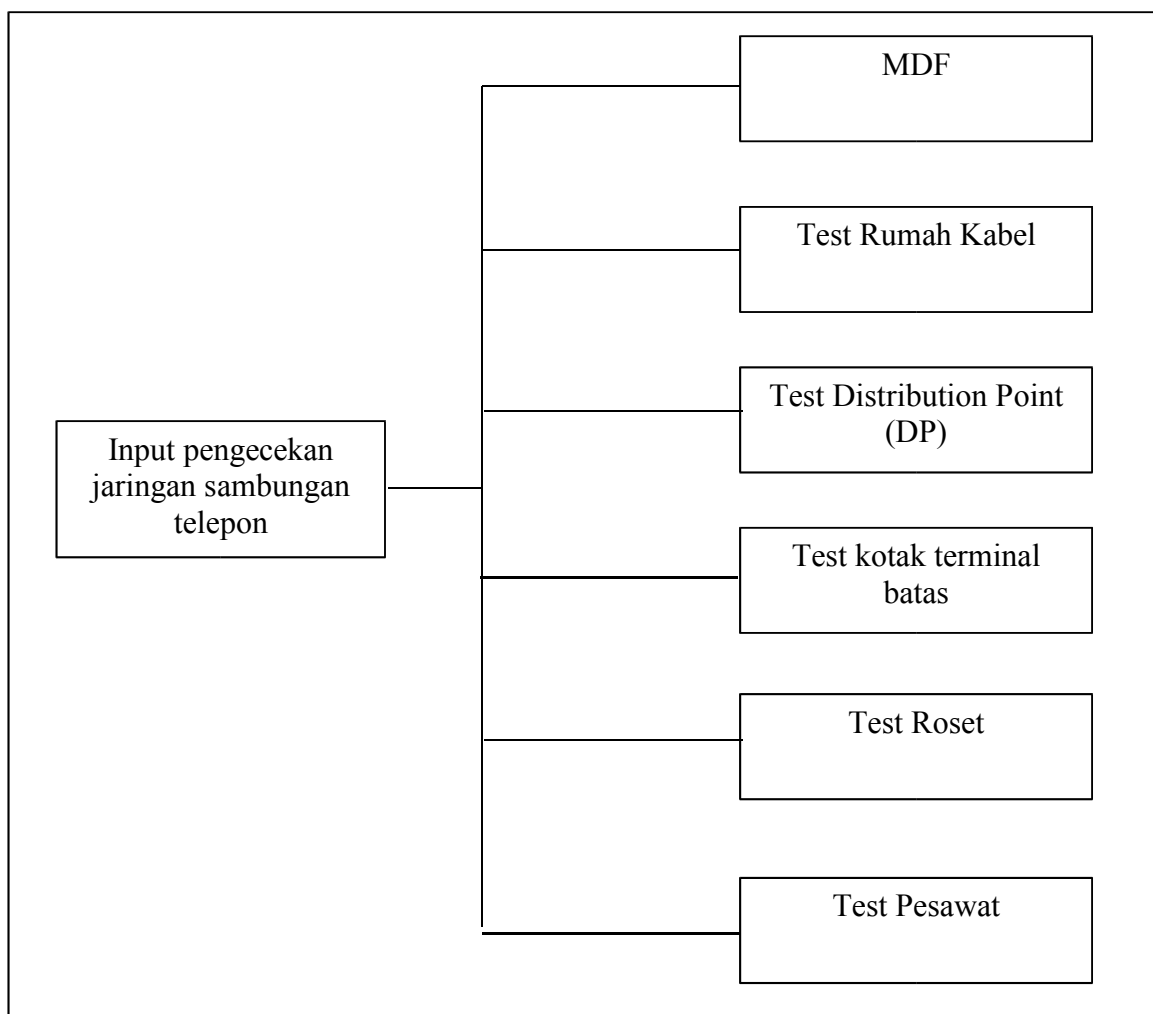 MDF
Test Rumah Kabel
Test Distribution Point
(DP)
Input pengecekan
jaringan sambungan
telepon
Test kotak terminal
batas
Test Roset
Test Pesawat